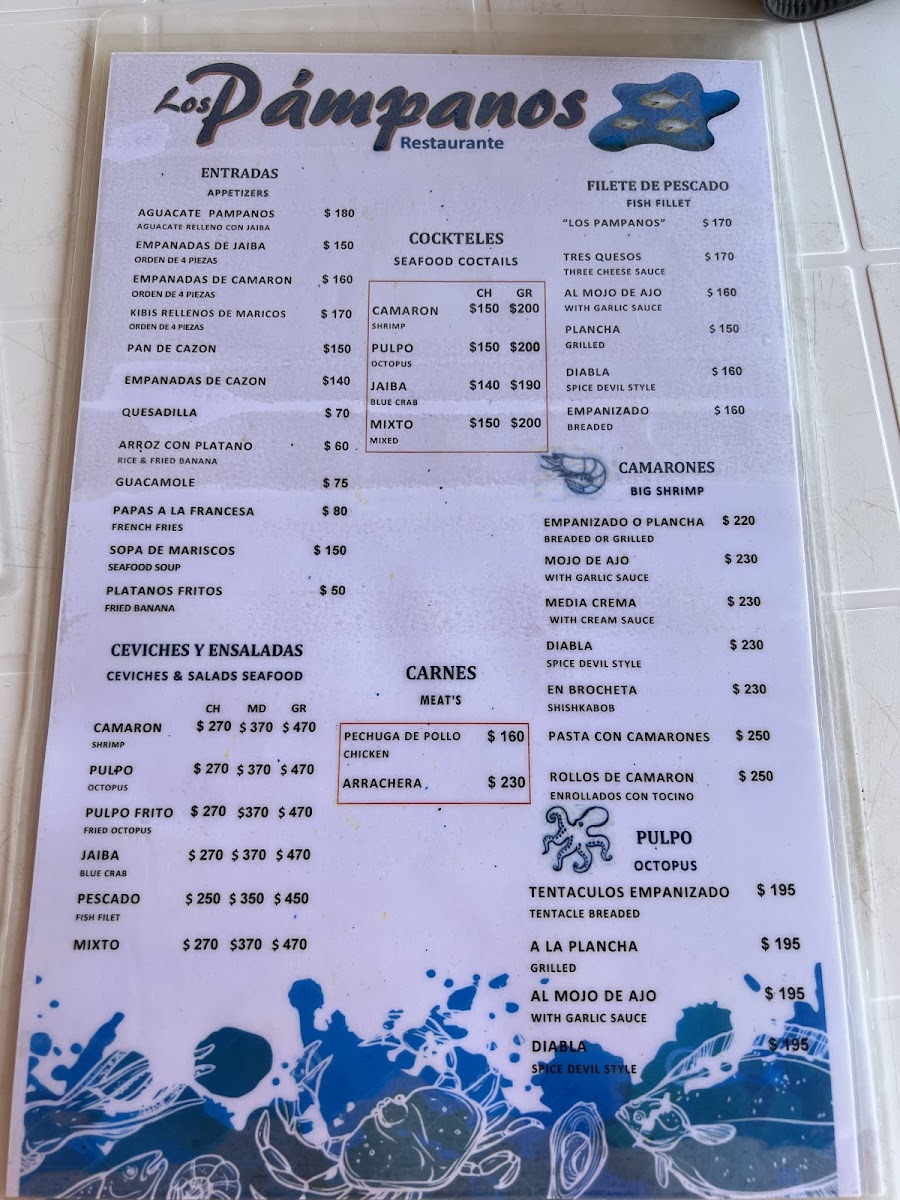 Los Pámpanos
Restaurante
ENTRADAS
APPETIZERS
AGUACATE PAMPANOS $ 180
AGUACATE RELLENO CON JAIBA
EMPANADAS DE JAIBA $ 150
ORDEN DE 4 PIEZAS
EMPANADAS DE CAMARON $ 160
ORDEN DE 4 PIEZAS
KIBIS RELLENOS DE MARICOS $ 170
ORDEN DE 4 PIEZAS
PAN DE CAZON $150
EMPANADAS DE CAZON $140
QUESADILLA $ 70
ARROZ CON PLATANO $ 60
RICE & FRIED BANANA
GUACAMOLE $ 75
PAPAS A LA FRANCESA $ 80
FRENCH FRIES
SOPA DE MARISCOS $ 150
SEAFOOD SOUP
PLATANOS FRITOS $ 50
FRIED BANANA
CEVICHES Y ENSALADAS
CEVICHES & SALADS SEAFOOD
CH MD GR
CAMARON $ 270 $ 370 $ 470
SHRIMP
PULPO $ 270 $ 370 $ 470
OCTOPUS
PULPO FRITO $ 270 $370 $ 470
FRIED OCTOPUS
JAIBA $ 270 $ 370 $ 470
BLUE CRAB
PESCADO $ 250 $ 350 $ 450
FISH FILET
MIXTO $ 270 $370 $ 470
COCKTELES
SEAFOOD COCTAILS
CH GR
CAMARON $150 $200
SHRIMP
PULPO $150 $200
OCTOPUS
JAIBA $140 $190
BLUE CRAB
MIXTO $150 $200
MIXED
CARNES
MEAT'S
PECHUGA DE POLLO $ 160
CHICKEN
ARRACHERA $ 230
FILETE DE PESCADO
FISH FILLET
“LOS PAMPANOS” $ 170
TRES QUESOS $ 170
THREE CHEESE SAUCE
AL MOJO DE AJO $ 160
WITH GARLIC SAUCE
PLANCHA $ 150
GRILLED
DIABLA $ 160
SPICE DEVIL STYLE
EMPANIZADO $ 160
BREADED
CAMARONES
BIG SHRIMP
EMPANIZADO O PLANCHA $ 220
BREADED OR GRILLED
MOJO DE AJO $ 230
WITH GARLIC SAUCE
MEDIA CREMA $ 230
WITH CREAM SAUCE
DIABLA $ 230
SPICE DEVIL STYLE
EN BROCHETA $ 230
SHISHKABOB
PASTA CON CAMARONES $ 250
ROLLOS DE CAMARON $ 250
ENROLLADOS CON TOCINO
PULPO
OCTOPUS
TENTACULOS EMPANIZADO $ 195
TENTACLE BREADED
A LA PLANCHA $ 195
GRILLED
AL MOJO DE AJO $ 195
WITH GARLIC SAUCE
DIABLA $ 195
SPICE DEVIL STYLE